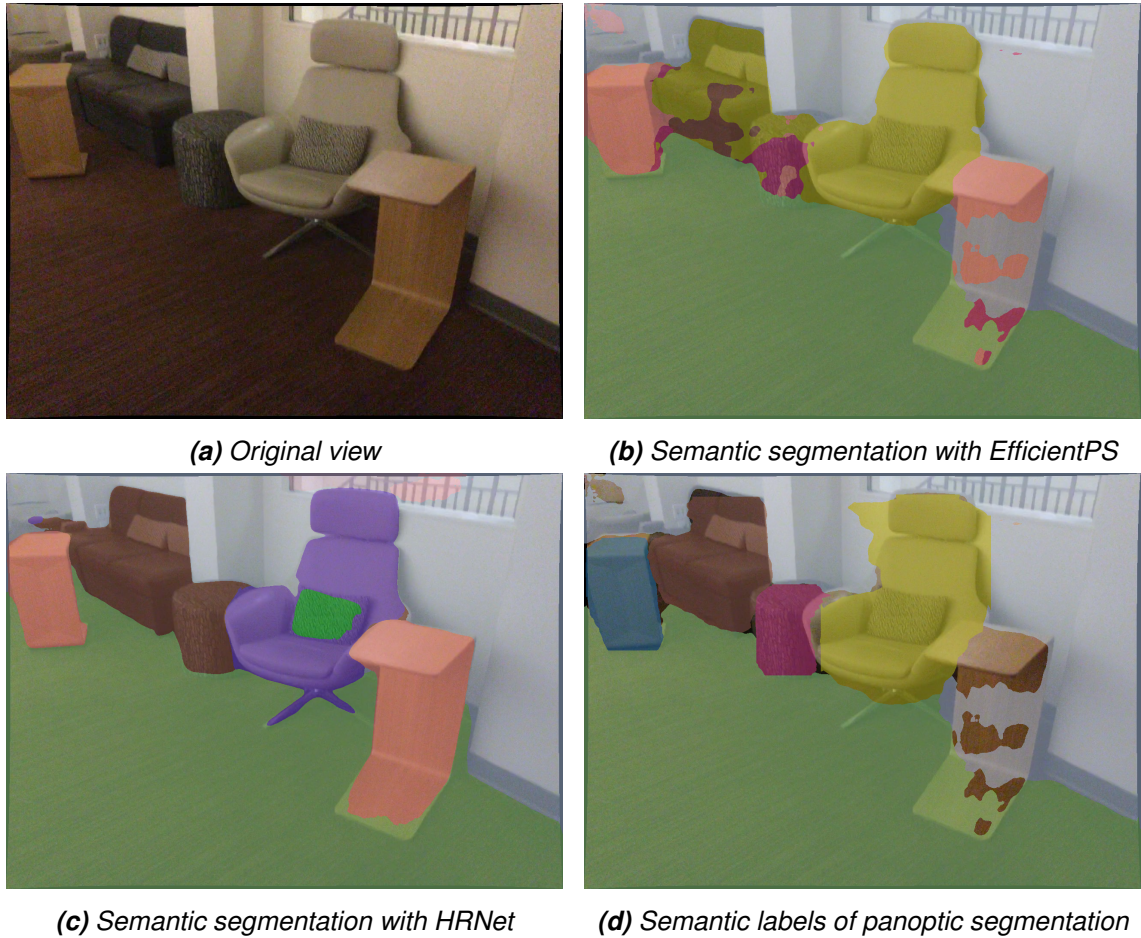 (a) Original view
(b) Semantic segmentation with EfficientPS
(c) Semantic segmentation with HRNet
(d) Semantic labels of panoptic segmentation